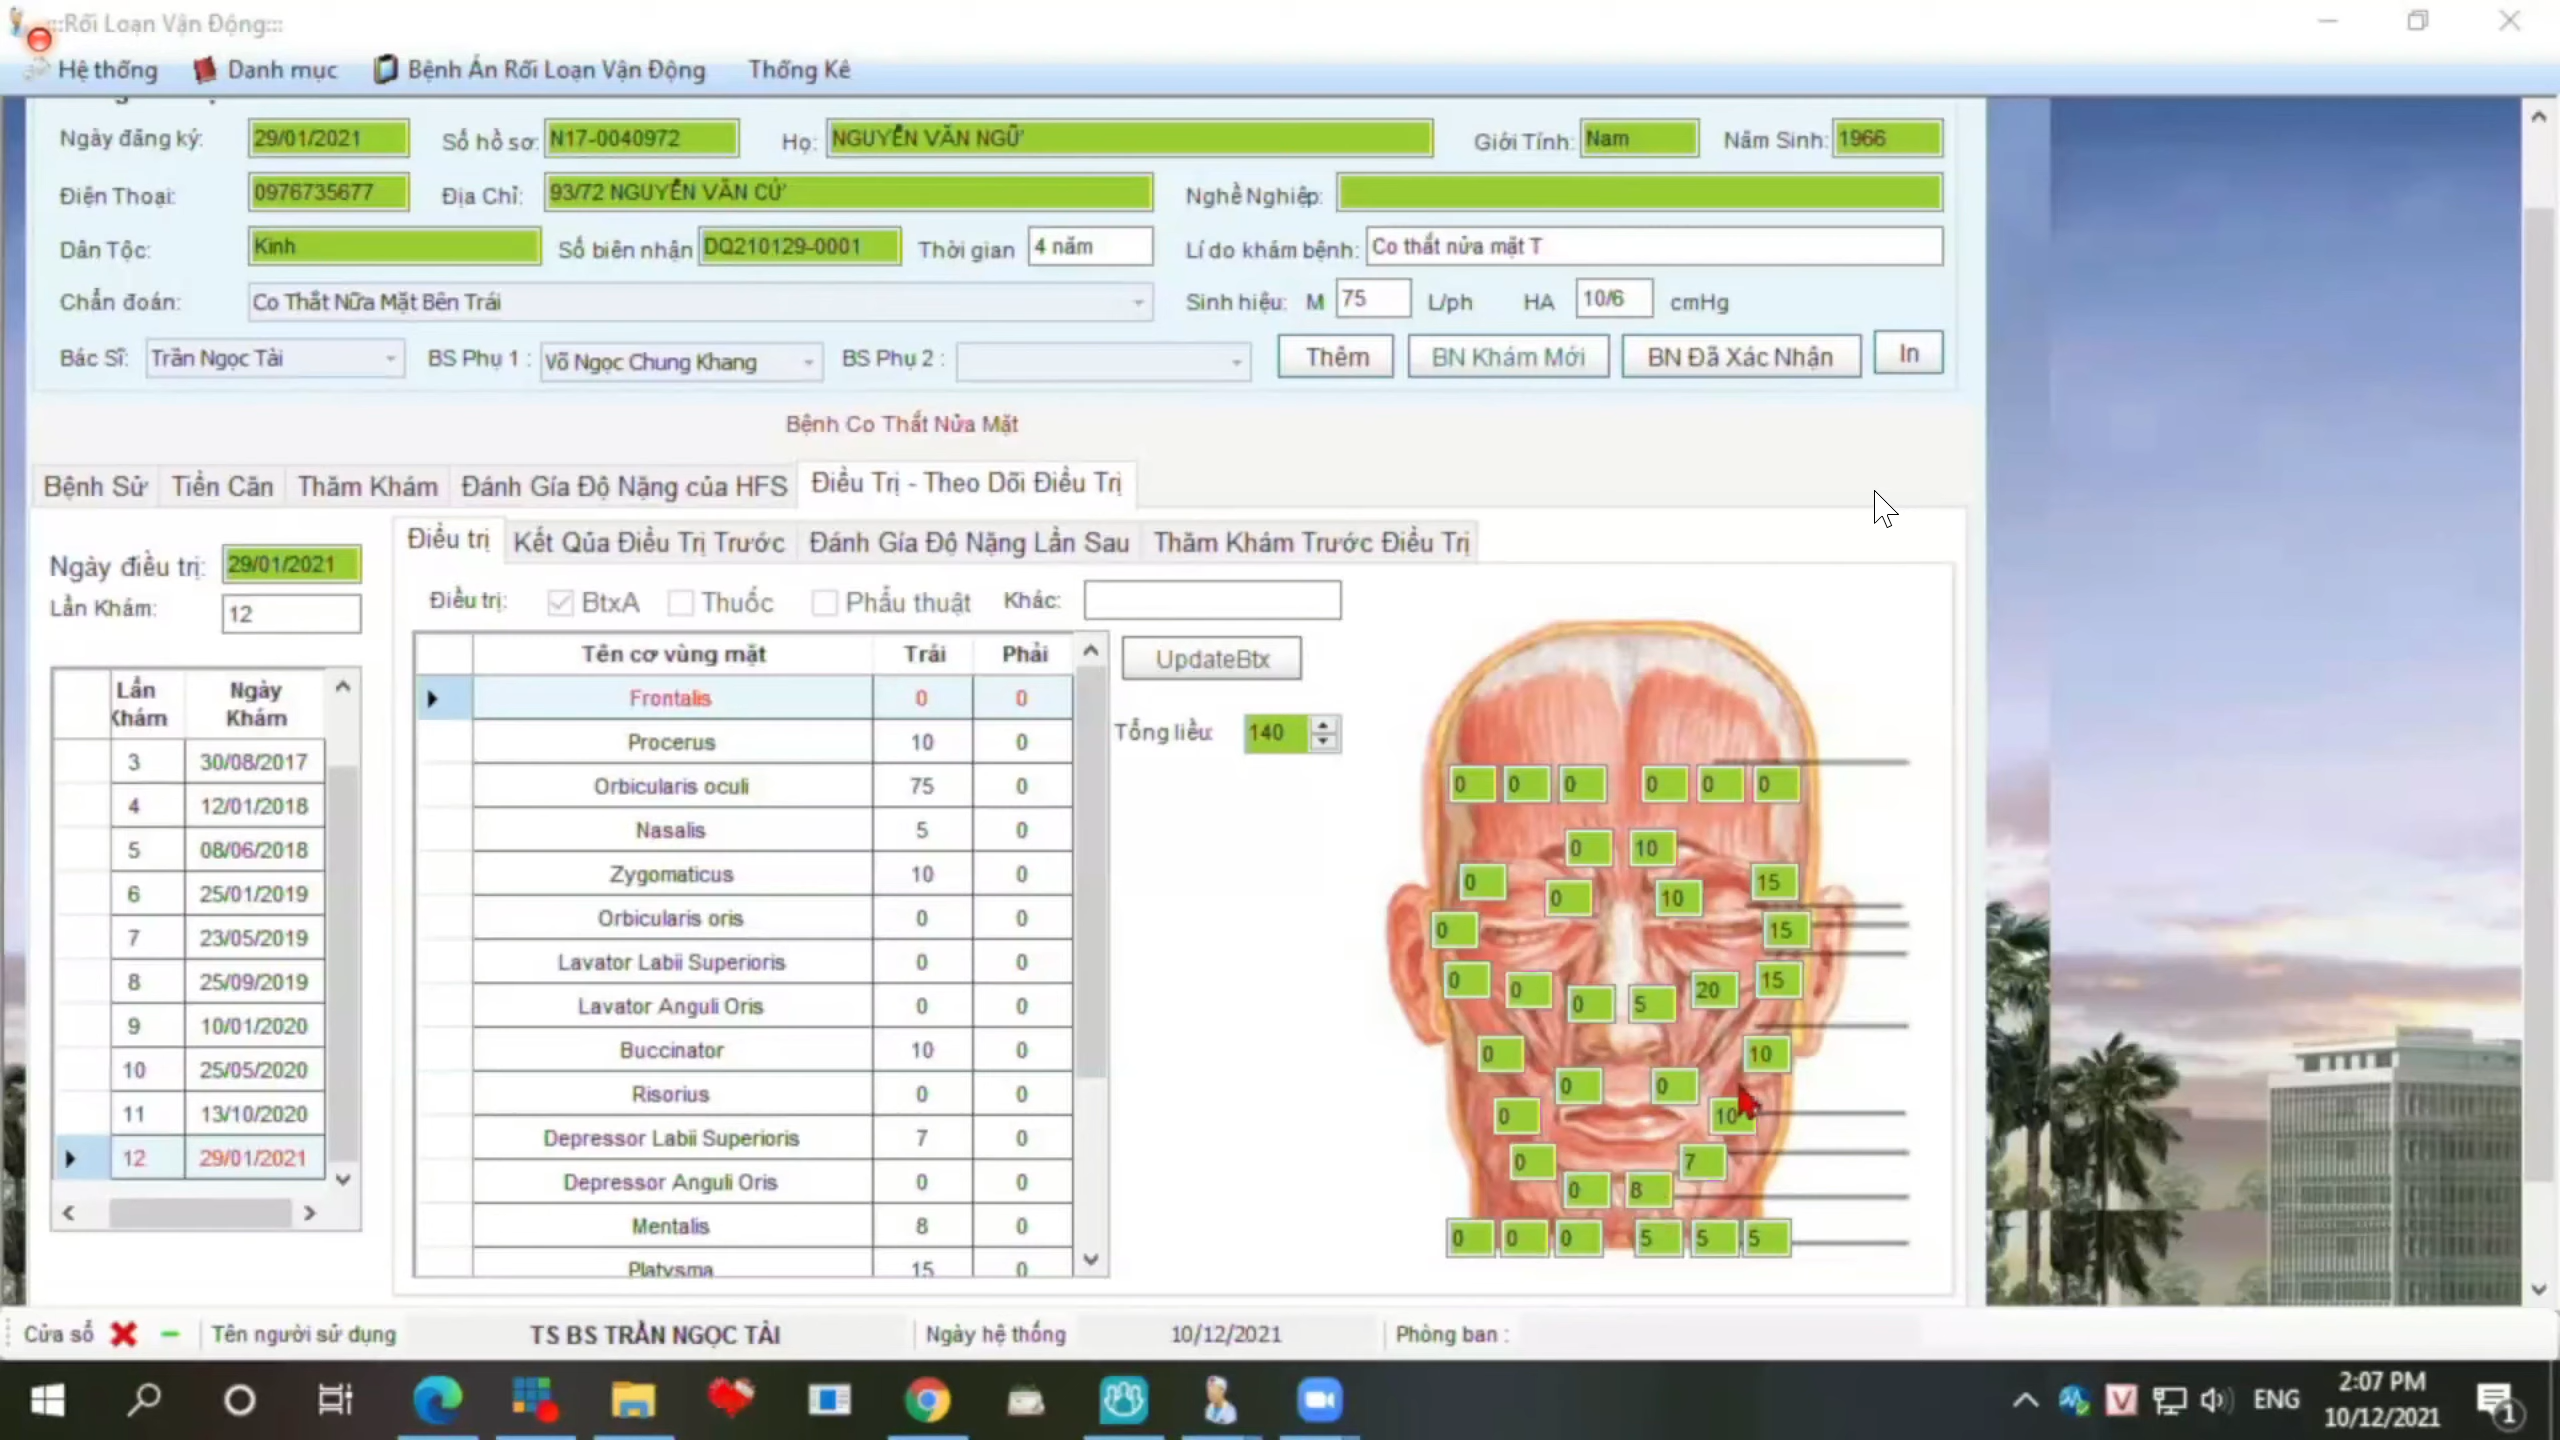 :::Rối Loạn Vận Động:::
Hệ thống Danh mục Bệnh Án Rối Loạn Vận Động Thống Kê
Ngày đăng ký: 29/01/2021 Số hồ sơ: N17-0040972 Họ: NGUYỄN VĂN NGỮ Giới Tính: Nam Năm Sinh: 1966
Điện Thoại: 0976735677 Địa Chỉ: 93/72 NGUYỄN VĂN CỪ Nghề Nghiệp:
Dân Tộc: Kinh Số biên nhận DQ210129-0001 Thời gian 4 năm Lí do khám bệnh: Co thắt nửa mặt T
Chẩn đoán: Co Thắt Nữa Mặt Bên Trái Sinh hiệu: M 75 L/ph HA 10/6 cmHg
Bác Sĩ: Trần Ngọc Tài BS Phụ 1 : Võ Ngọc Chung Khang BS Phụ 2 : Thêm BN Khám Mới BN Đã Xác Nhận In
Bệnh Co Thắt Nửa Mặt
Bệnh Sử Tiền Căn Thăm Khám Đánh Gía Độ Nặng của HFS Điều Trị - Theo Dõi Điều Trị
Điều trị Kết Qủa Điều Trị Trước Đánh Gía Độ Nặng Lần Sau Thăm Khám Trước Điều Trị
Ngày điều trị: 29/01/2021
Lần Khám: 12
Điều trị: BtxA Thuốc Phẩu thuật Khác:
Lần Khám Ngày Khám
3 30/08/2017
4 12/01/2018
5 08/06/2018
6 25/01/2019
7 23/05/2019
8 25/09/2019
9 10/01/2020
10 25/05/2020
11 13/10/2020
12 29/01/2021
Tên cơ vùng mặt Trái Phải
Frontalis 0 0
Procerus 10 0
Orbicularis oculi 75 0
Nasalis 5 0
Zygomaticus 10 0
Orbicularis oris 0 0
Lavator Labii Superioris 0 0
Lavator Anguli Oris 0 0
Buccinator 10 0
Risorius 0 0
Depressor Labii Superioris 7 0
Depressor Anguli Oris 0 0
Mentalis 8 0
Platysma 15 0
UpdateBtx
Tổng liều: 140
0 0 0 0 0 0
0 10
0 0 10 15
0 15
0 0 0 5 20 15
0 10
0 0
0 10
0 7
0 8
0 0 0 5 5 5
Cửa sổ Tên người sử dụng TS BS TRẦN NGỌC TÀI Ngày hệ thống 10/12/2021 Phòng ban :
ENG 2:07 PM
10/12/2021
1